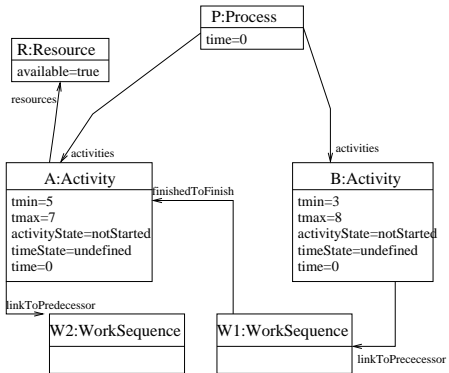 P:Process
time=0
R:Resource
available=true
resources
activities
activities
A:Activity
tmin=5
tmax=7
activityState=notStarted
timeState=undefined
time=0
finishedToFinish
B:Activity
tmin=3
tmax=8
activityState=notStarted
timeState=undefined
time=0
linkToPredecessor
W2:WorkSequence
W1:WorkSequence
linkToPrececessor